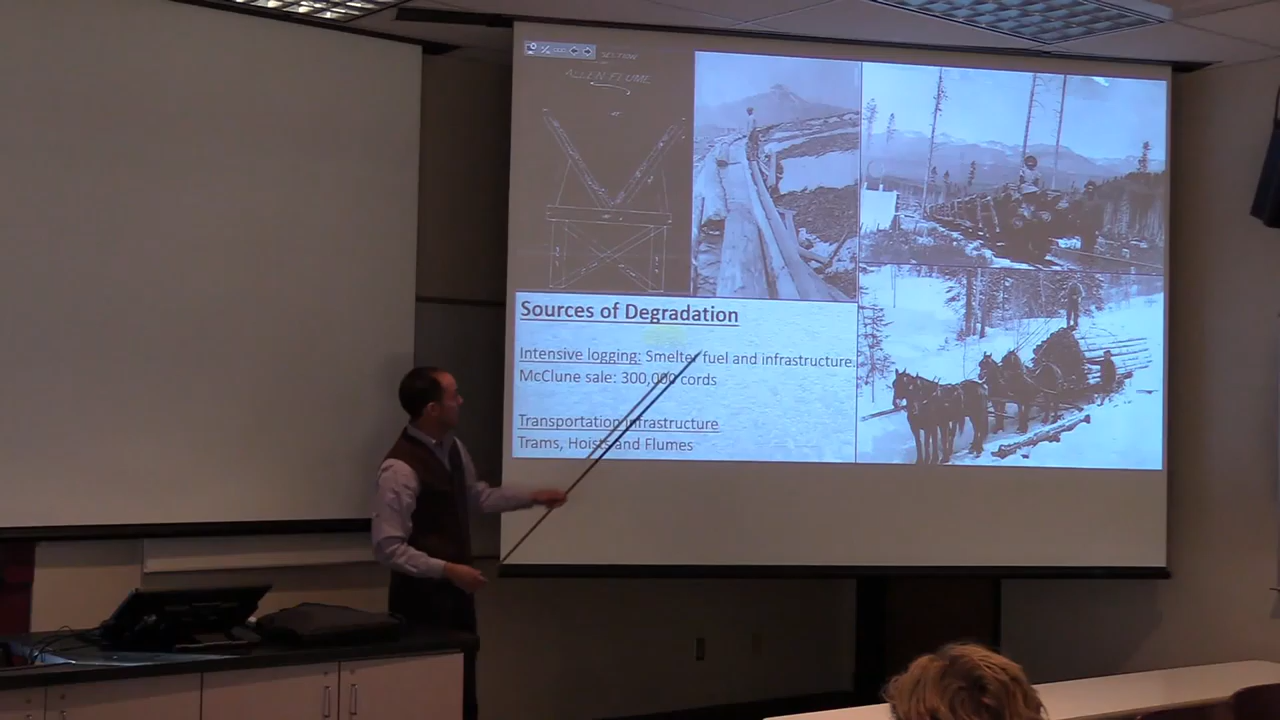 SECTION
ALLEN FLUME
Sources of Degradation
Intensive logging: Smelter fuel and infrastructure.
McClune sale: 300,000 cords
Transportation infrastructure
Trams, Hoists and Flumes